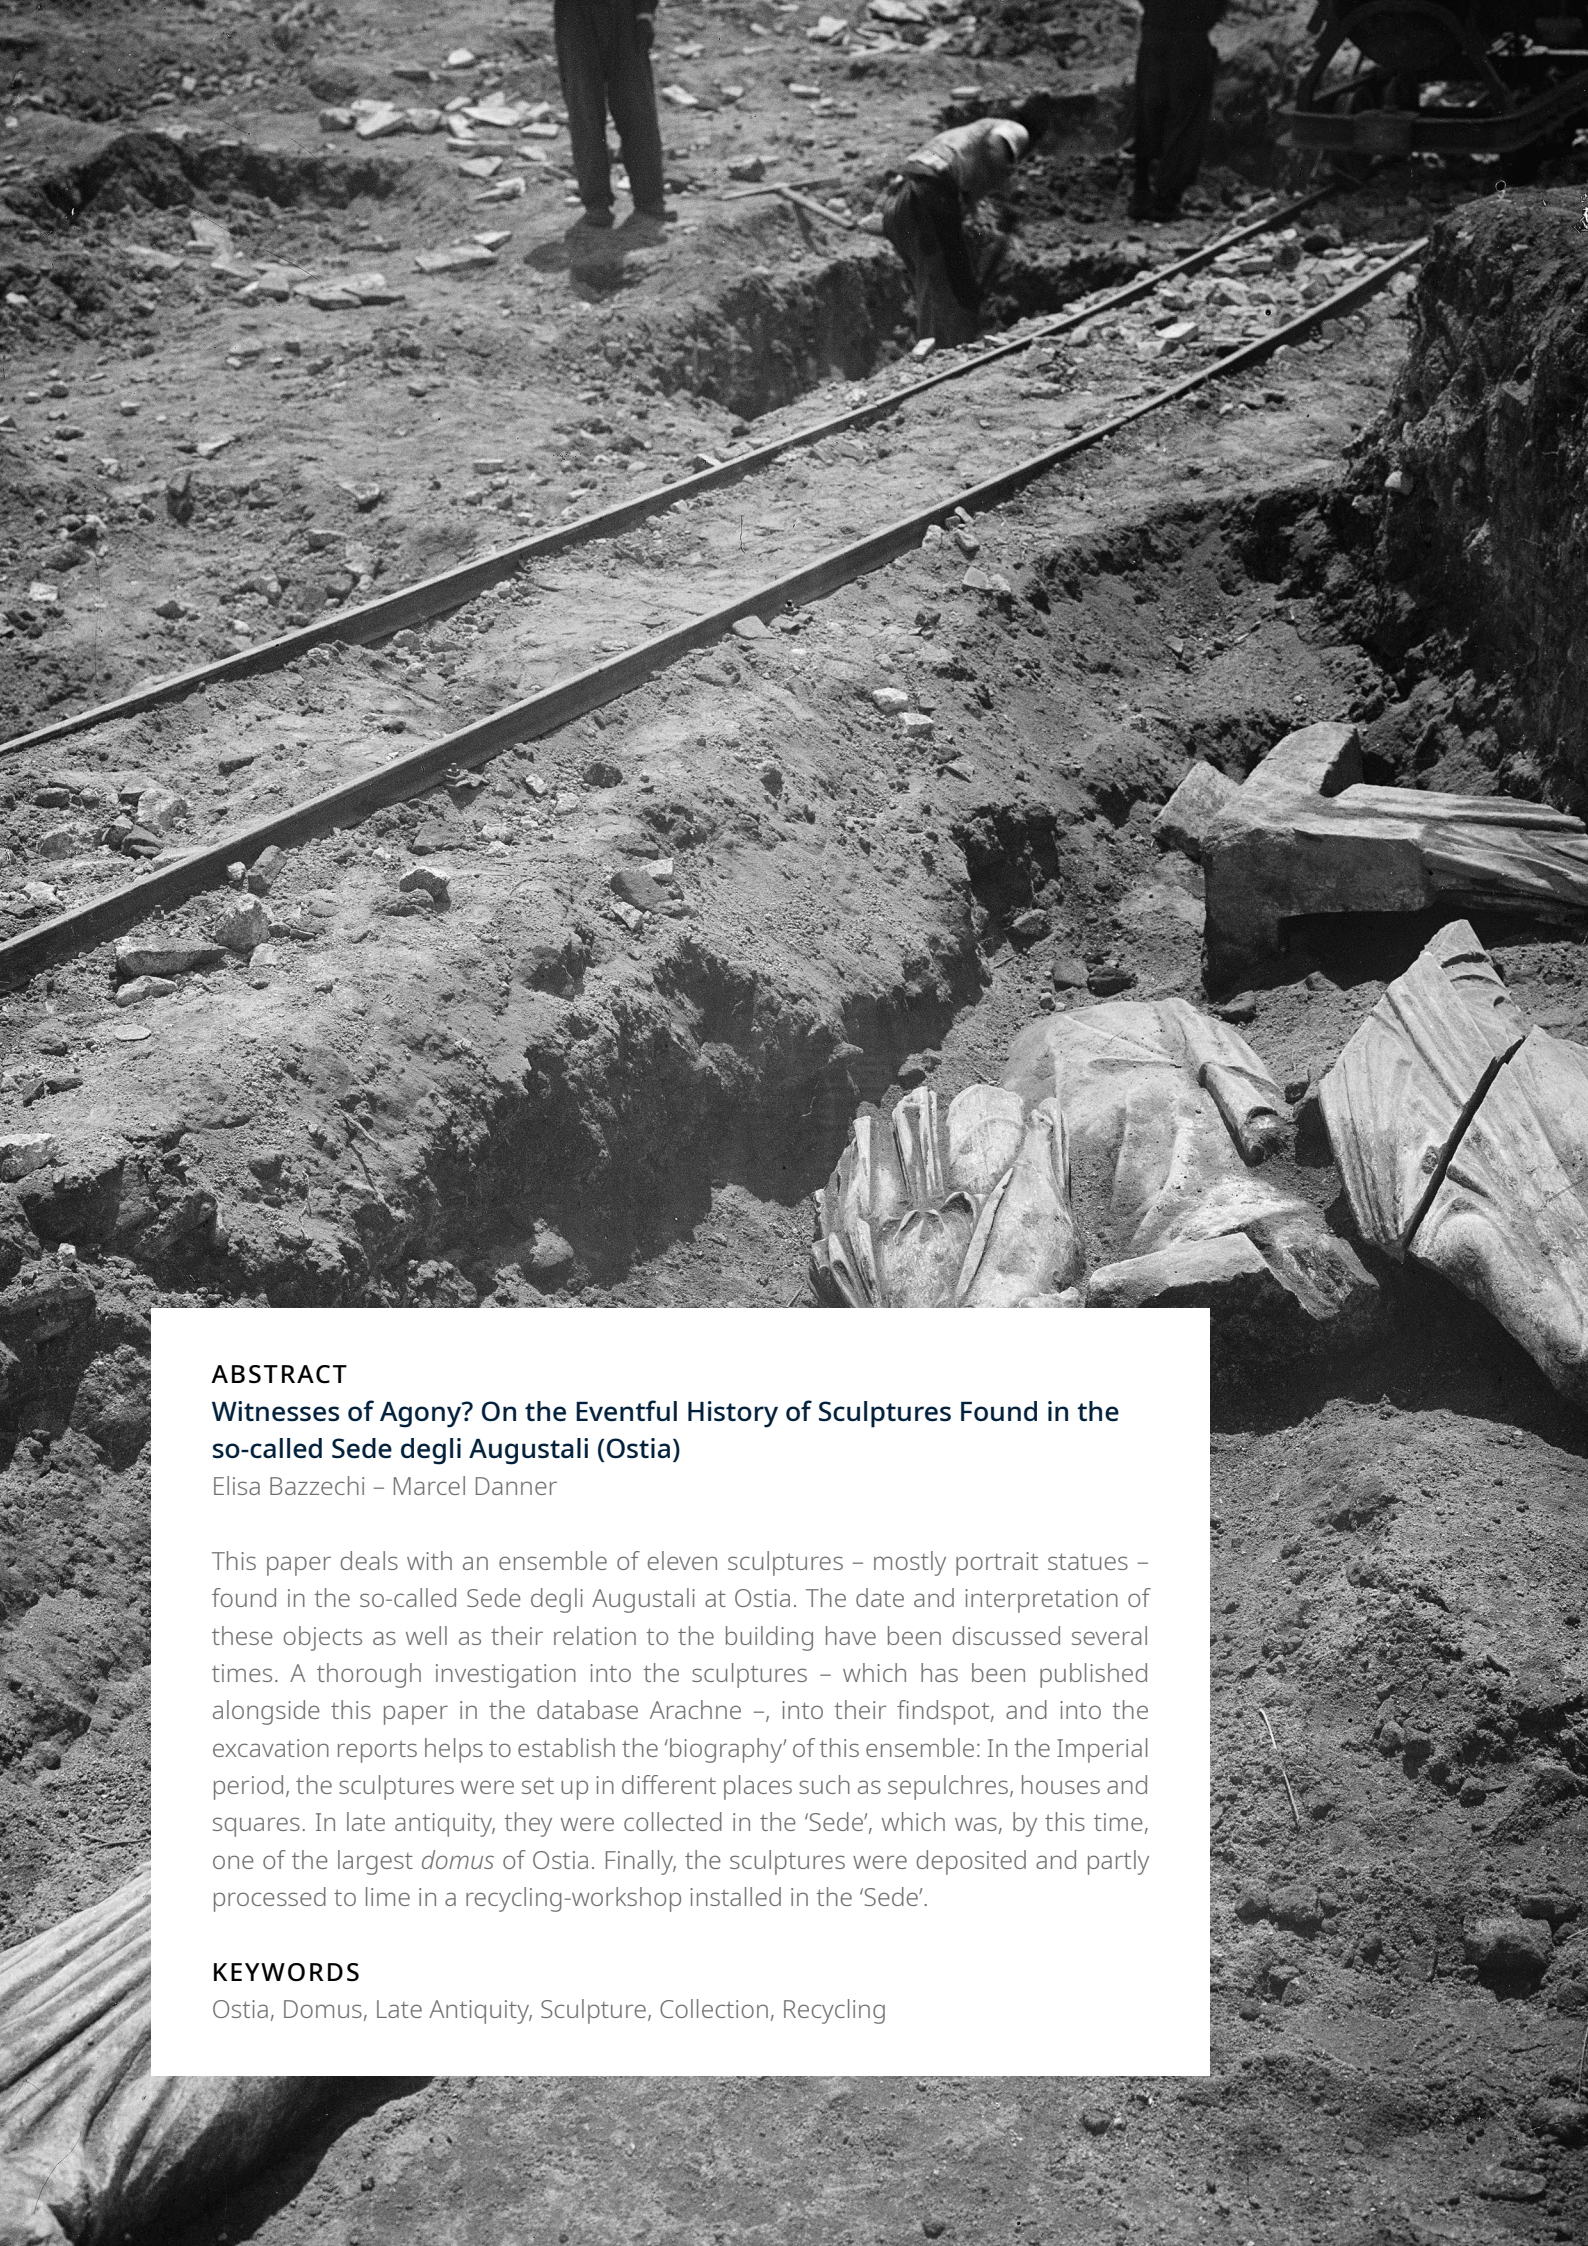 ABSTRACT
Witnesses of Agony? On the Eventful History of Sculptures Found in the
so-called Sede degli Augustali (Ostia)
Elisa Bazzechi – Marcel Danner
This paper deals with an ensemble of eleven sculptures – mostly portrait statues –
found in the so-called Sede degli Augustali at Ostia. The date and interpretation of
these objects as well as their relation to the building have been discussed several
times. A thorough investigation into the sculptures – which has been published
alongside this paper in the database Arachne –, into their findspot, and into the
excavation reports helps to establish the ‘biography’ of this ensemble: In the Imperial
period, the sculptures were set up in different places such as sepulchres, houses and
squares. In late antiquity, they were collected in the ‘Sede’, which was, by this time,
one of the largest domus of Ostia. Finally, the sculptures were deposited and partly
processed to lime in a recycling-workshop installed in the ‘Sede’.
KEYWORDS
Ostia, Domus, Late Antiquity, Sculpture, Collection, Recycling